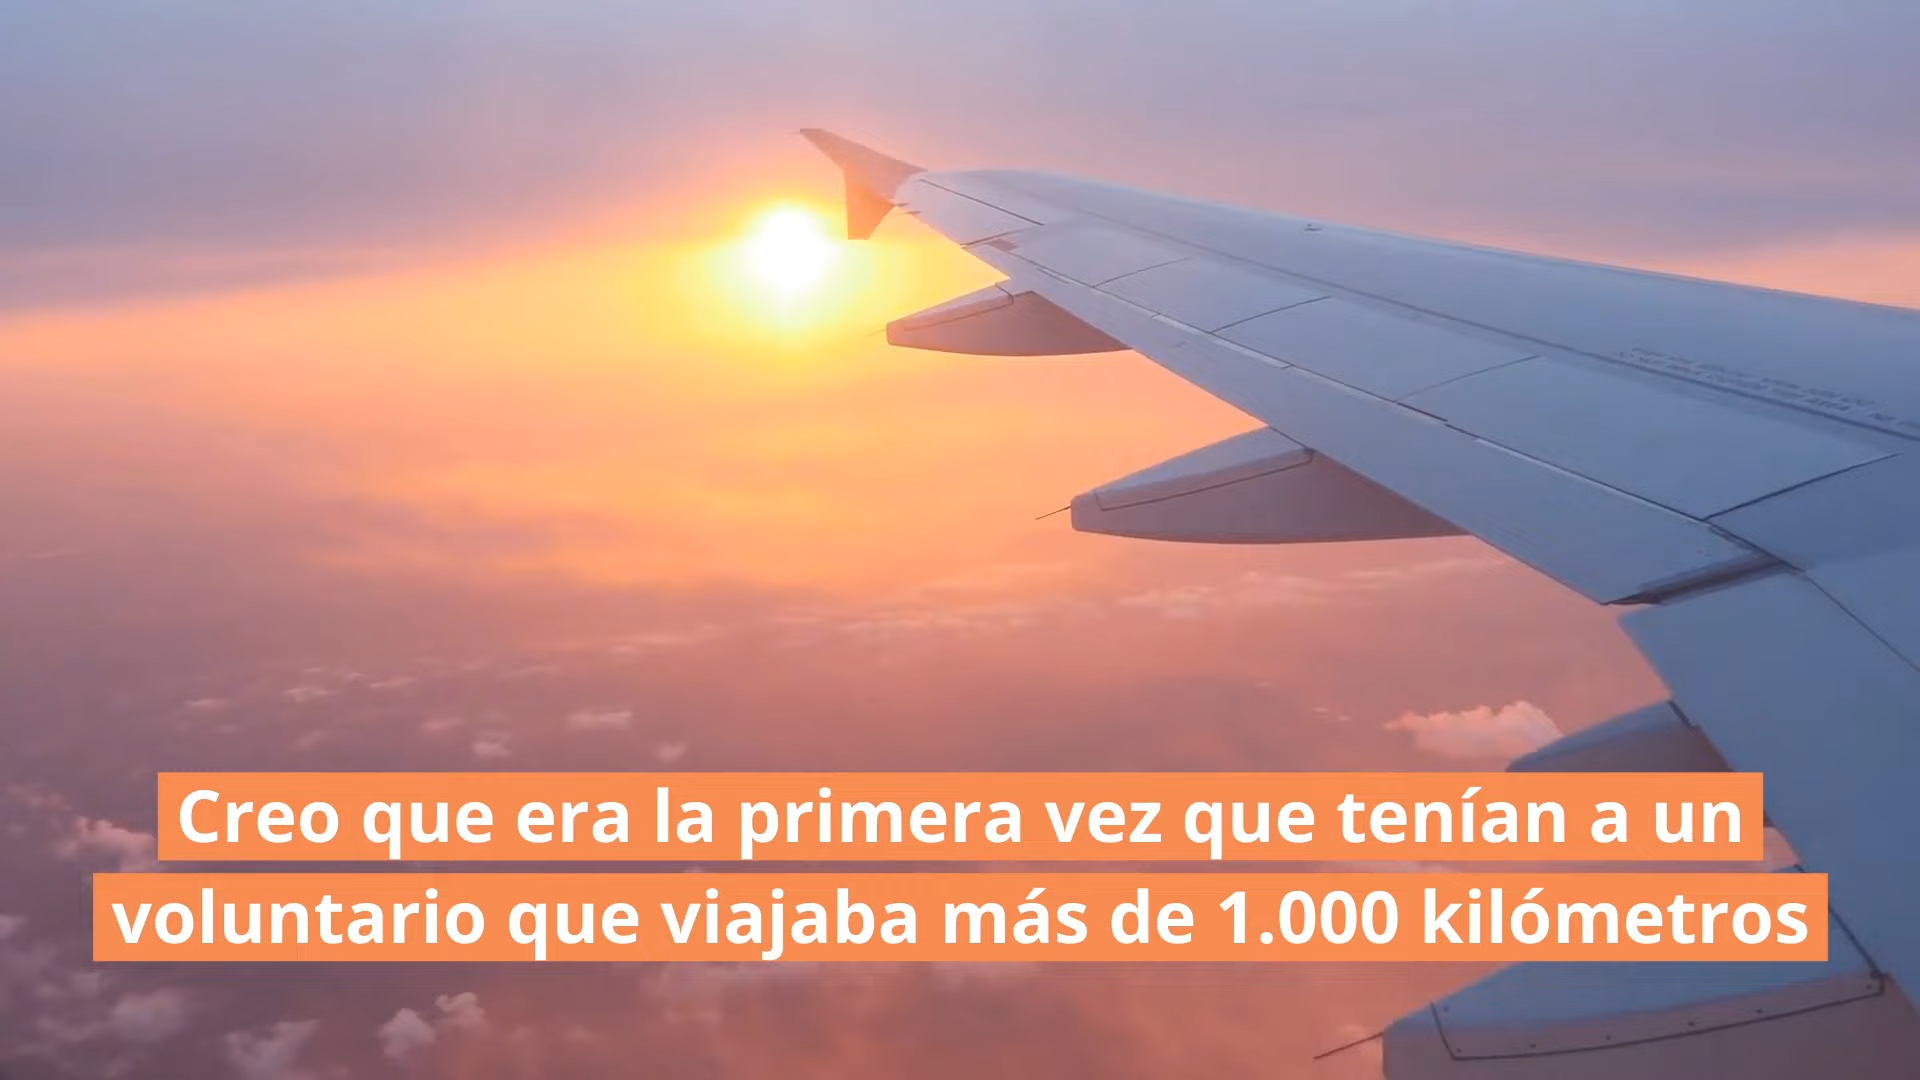 Creo que era la primera vez que tenían a un
voluntario que viajaba más de 1.000 kilómetros